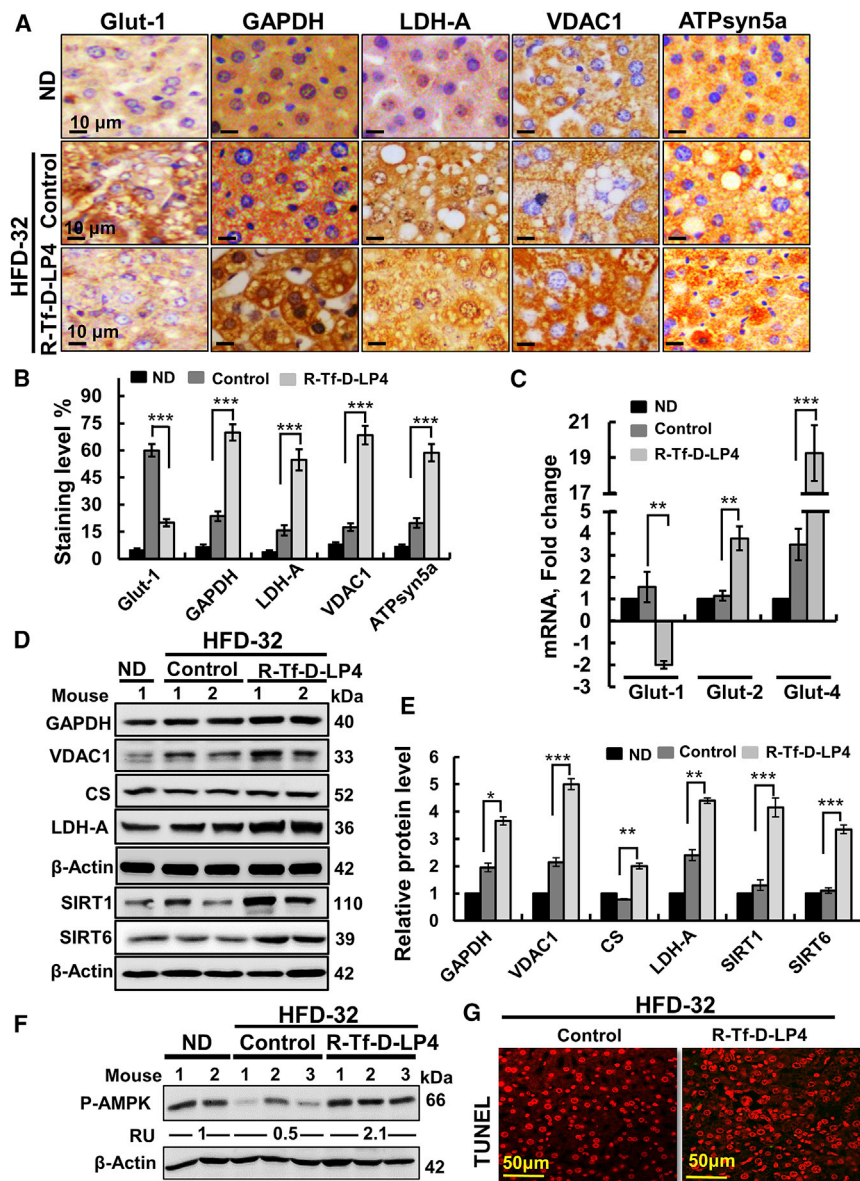 A
Glut-1 GAPDH LDH-A VDAC1 ATPsyn5a
ND
10 μm
HFD-32
Control
10 μm
R-Tf-D-LP4
10 μm
B
ND Control R-Tf-D-LP4
Staining level %
90
75
60
45
30
15
0
*** *** *** *** ***
Glut-1 GAPDH LDH-A VDAC1 ATPsyn5a
C
ND
Control
R-Tf-D-LP4
mRNA, Fold change
21
19
17
5
4
3
2
1
0
-1
-2
-3
** ** ***
Glut-1 Glut-2 Glut-4
D
HFD-32
ND Control R-Tf-D-LP4
Mouse 1 1 2 1 2 kDa
GAPDH 40
VDAC1 33
CS 52
LDH-A 36
β-Actin 42
SIRT1 110
SIRT6 39
β-Actin 42
E
ND Control R-Tf-D-LP4
Relative protein level
6
5
4
3
2
1
0
* *** ** ** *** ***
GAPDH VDAC1 CS LDH-A SIRT1 SIRT6
F
HFD-32
ND Control R-Tf-D-LP4
Mouse 1 2 1 2 3 1 2 3 kDa
P-AMPK 66
RU 1 0.5 2.1
β-Actin 42
G
HFD-32
Control R-Tf-D-LP4
TUNEL
50μm 50μm